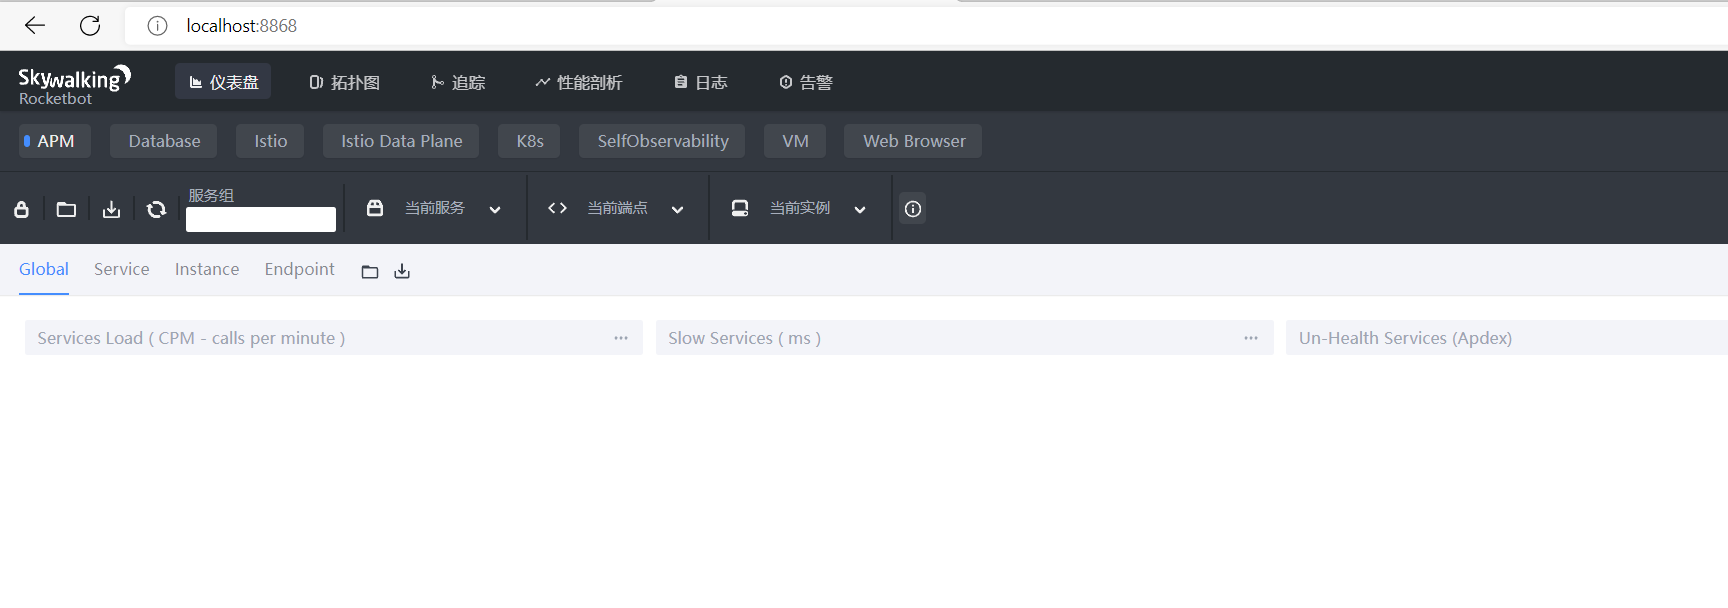 localhost:8868
Skywalking
Rocketbot
仪表盘 拓扑图 追踪 性能剖析 日志 告警
APM Database Istio Istio Data Plane K8s SelfObservability VM Web Browser
服务组
当前服务 当前端点 当前实例
Global Service Instance Endpoint
Services Load ( CPM - calls per minute ) Slow Services ( ms ) Un-Health Services (Apdex)